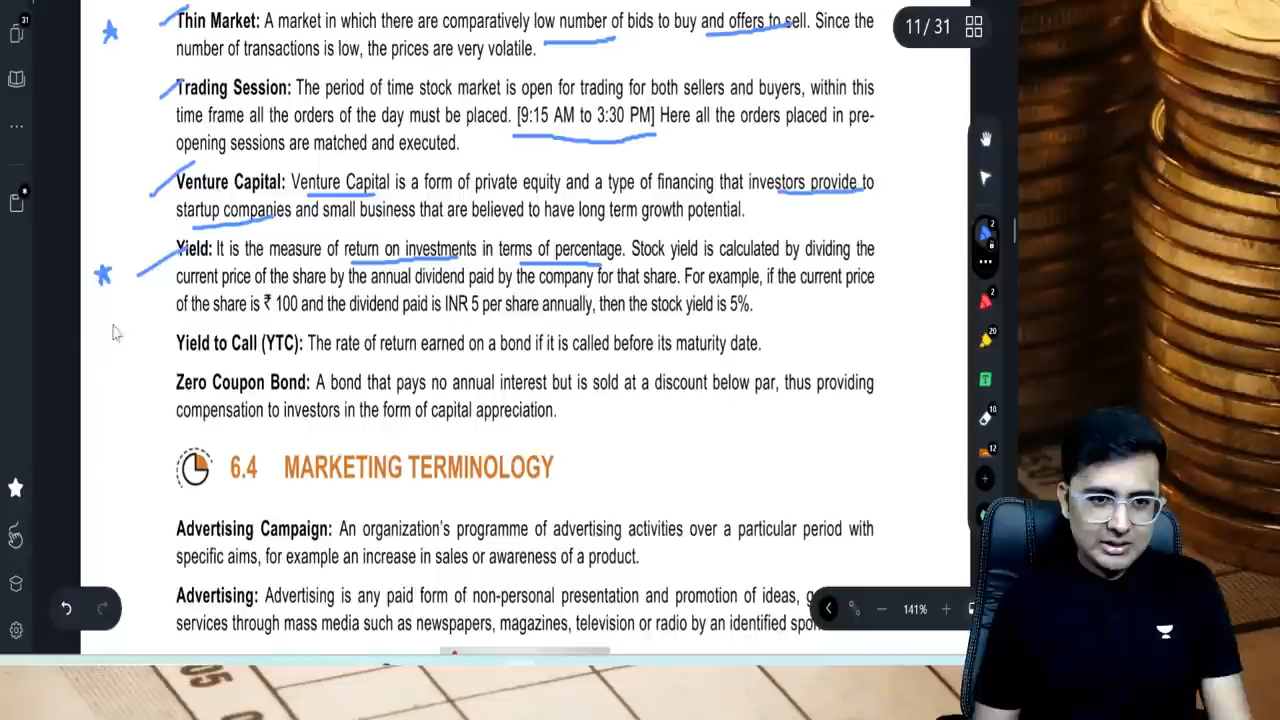 Thin Market: A market in which there are comparatively low number of bids to buy and offers to sell. Since the
number of transactions is low, the prices are very volatile.
11 / 31
Trading Session: The period of time stock market is open for trading for both sellers and buyers, within this
time frame all the orders of the day must be placed. [9:15 AM to 3:30 PM] Here all the orders placed in pre-
opening sessions are matched and executed.
Venture Capital: Venture Capital is a form of private equity and a type of financing that investors provide to
startup companies and small business that are believed to have long term growth potential.
Yield: It is the measure of return on investments in terms of percentage. Stock yield is calculated by dividing the
current price of the share by the annual dividend paid by the company for that share. For example, if the current price
of the share is ₹ 100 and the dividend paid is INR 5 per share annually, then the stock yield is 5%.
Yield to Call (YTC): The rate of return earned on a bond if it is called before its maturity date.
Zero Coupon Bond: A bond that pays no annual interest but is sold at a discount below par, thus providing
compensation to investors in the form of capital appreciation.
6.4 MARKETING TERMINOLOGY
Advertising Campaign: An organization's programme of advertising activities over a particular period with
specific aims, for example an increase in sales or awareness of a product.
Advertising: Advertising is any paid form of non-personal presentation and promotion of ideas,
services through mass media such as newspapers, magazines, television or radio by an identified
141%
31
2
2
20
T
10
12
05